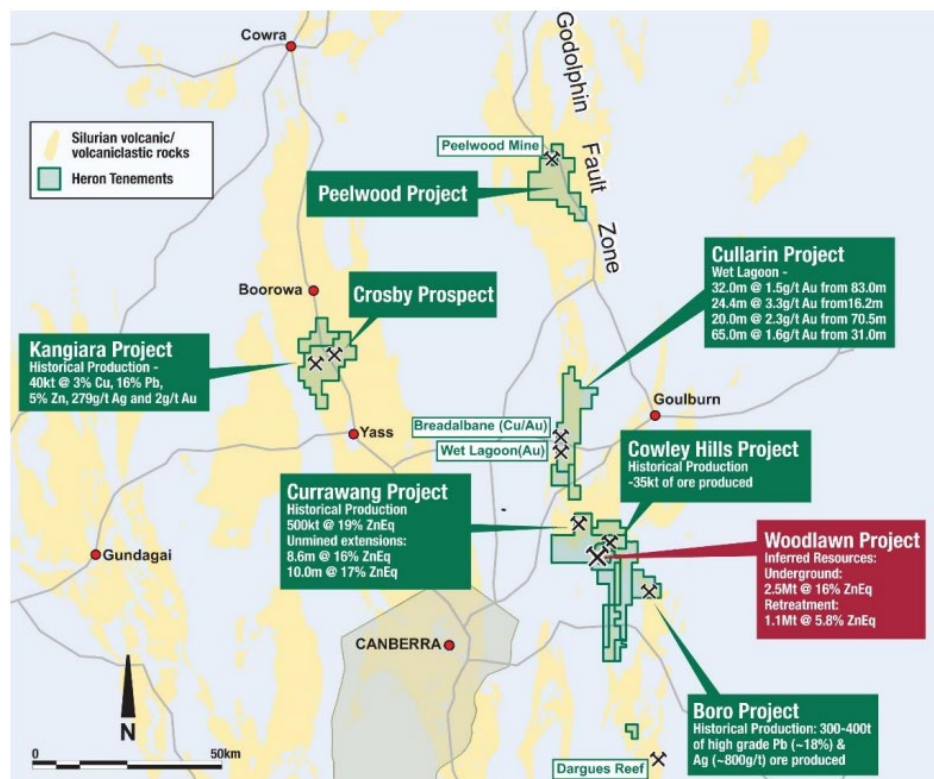 Cowra
Godolphin
Fault
Zone
Silurian volcanic/
volcaniclastic rocks
Heron Tenements
Peelwood Mine
Peelwood Project
Cullarin Project
Wet Lagoon -
32.0m @ 1.5g/t Au from 83.0m
24.4m @ 3.3g/t Au from16.2m
20.0m @ 2.3g/t Au from 70.5m
65.0m @ 1.6g/t Au from 31.0m
Boorowa
Crosby Prospect
Kangiara Project
Historical Production -
40kt @ 3% Cu, 16% Pb,
5% Zn, 279g/t Ag and 2g/t Au
Goulburn
Yass
Breadalbane (Cu/Au)
Wet Lagoon(Au)
Cowley Hills Project
Historical Production
-35kt of ore produced
Currawang Project
Historical Production
500kt @ 19% ZnEq
Unmined extensions:
8.6m @ 16% ZnEq
10.0m @ 17% ZnEq
Gundagai
Woodlawn Project
Inferred Resources:
Underground:
2.5Mt @ 16% ZnEq
Retreatment:
1.1Mt @ 5.8% ZnEq
CANBERRA
Boro Project
Historical Production: 300-400t
of high grade Pb (~18%) &
Ag (~800g/t) ore produced
N
0 50km
Dargues Reef